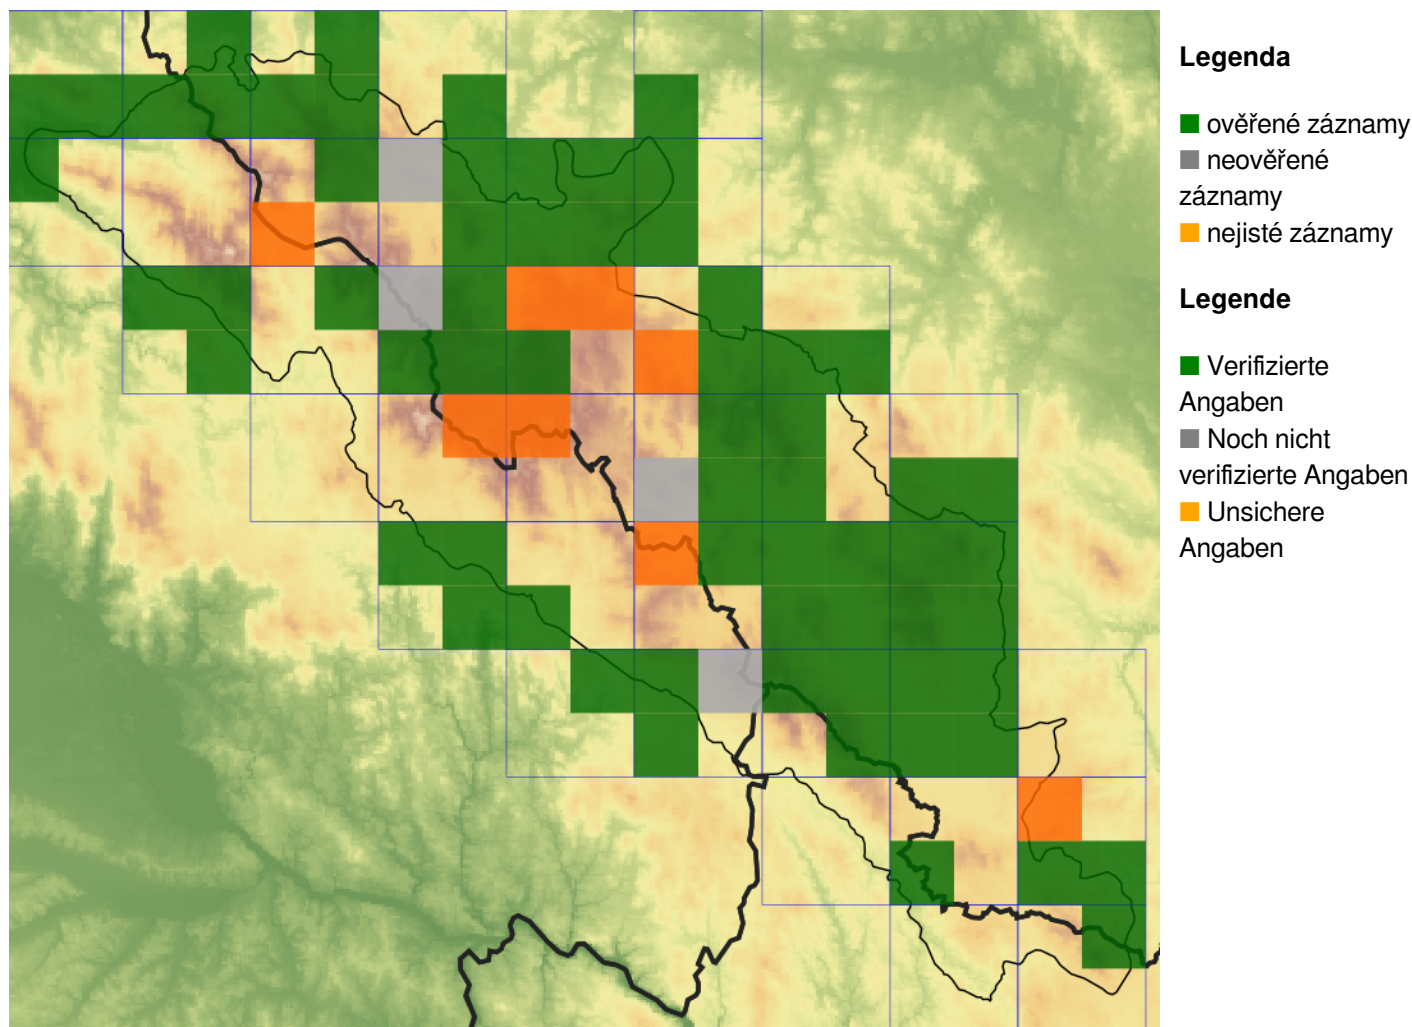 Legenda
ověřené záznamy
neověřené
záznamy
nejisté záznamy
Legende
Verifizierte
Angaben
Noch nicht
verifizierte Angaben
Unsichere
Angaben